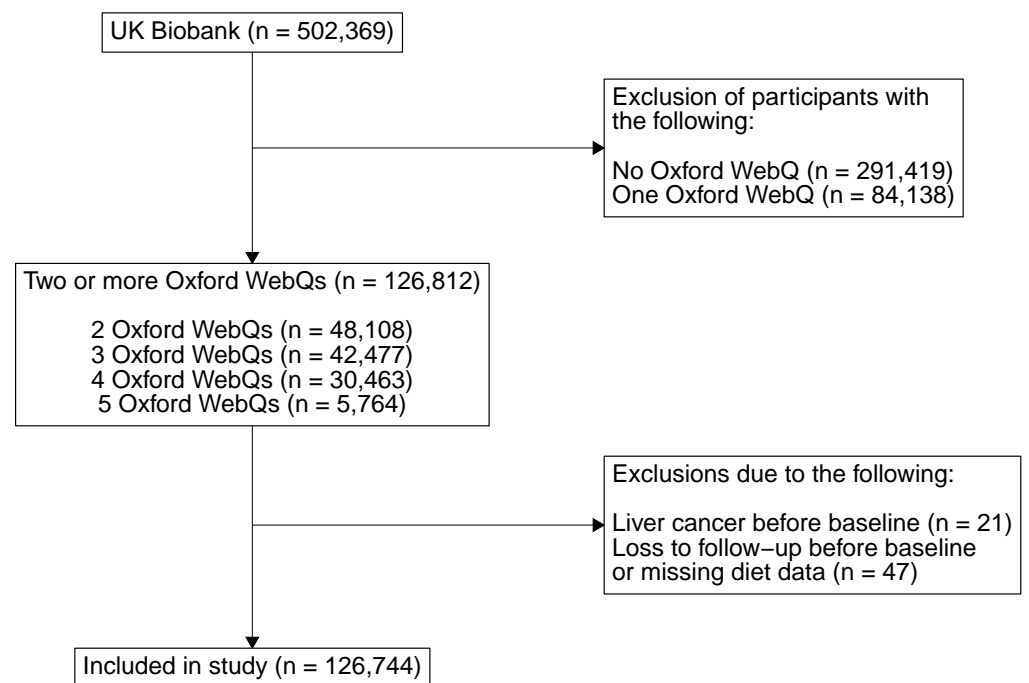 UK Biobank (n = 502,369)
Exclusion of participants with
the following:
No Oxford WebQ (n = 291,419)
One Oxford WebQ (n = 84,138)
Two or more Oxford WebQs (n = 126,812)
2 Oxford WebQs (n = 48,108)
3 Oxford WebQs (n = 42,477)
4 Oxford WebQs (n = 30,463)
5 Oxford WebQs (n = 5,764)
Exclusions due to the following:
Liver cancer before baseline (n = 21)
Loss to follow−up before baseline
or missing diet data (n = 47)
Included in study (n = 126,744)